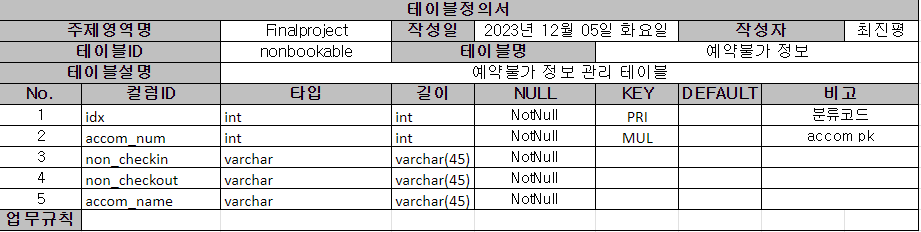 테이블정의서
주제영역명 Finalproject 작성일 2023년 12월 05일 화요일 작성자 최진평
테이블ID nonbookable 테이블명 예약불가 정보
테이블설명 예약불가 정보 관리 테이블
No. 컬럼ID 타입 길이 NULL KEY DEFAULT 비고
1 idx int int NotNull PRI 분류코드
2 accom_num int int NotNull MUL accom pk
3 non_checkin varchar varchar(45) NotNull
4 non_checkout varchar varchar(45) NotNull
5 accom_name varchar varchar(45) NotNull
업무규칙